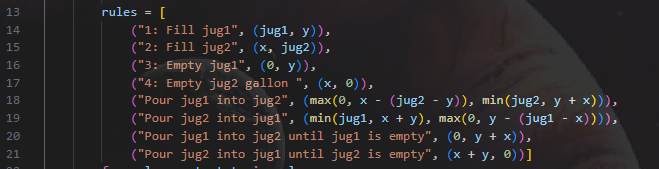 13 rules = [
14 ("1: Fill jug1", (jug1, y)),
15 ("2: Fill jug2", (x, jug2)),
16 ("3: Empty jug1", (0, y)),
17 ("4: Empty jug2 gallon ", (x, 0)),
18 ("Pour jug1 into jug2", (max(0, x - (jug2 - y)), min(jug2, y + x))),
19 ("Pour jug2 into jug1", (min(jug1, x + y), max(0, y - (jug1 - x)))),
20 ("Pour jug1 into jug2 until jug1 is empty", (0, y + x)),
21 ("Pour jug2 into jug1 until jug2 is empty", (x + y, 0))]